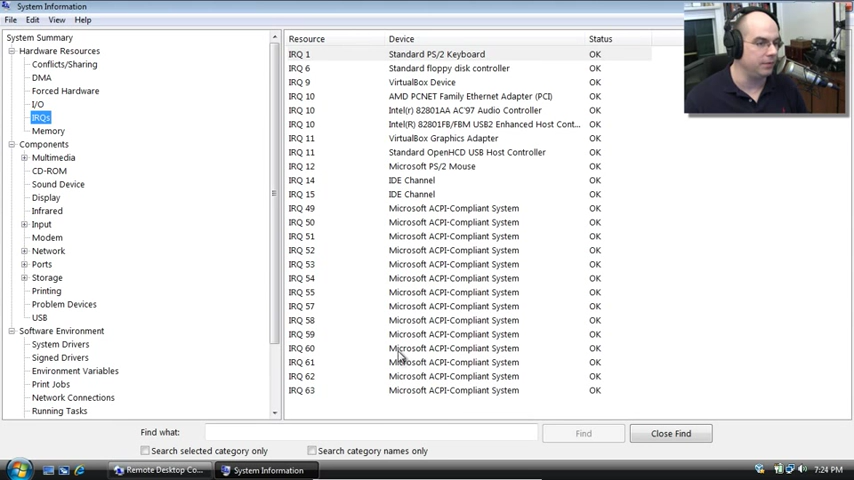 System Information
File Edit View Help
System Summary
Hardware Resources
Conflicts/Sharing
DMA
Forced Hardware
I/O
IRQs
Memory
Components
Multimedia
CD-ROM
Sound Device
Display
Infrared
Input
Modem
Network
Ports
Storage
Printing
Problem Devices
USB
Software Environment
System Drivers
Signed Drivers
Environment Variables
Print Jobs
Network Connections
Running Tasks
Resource Device Status
IRQ 1 Standard PS/2 Keyboard OK
IRQ 6 Standard floppy disk controller OK
IRQ 9 VirtualBox Device OK
IRQ 10 AMD PCNET Family Ethernet Adapter (PCI) OK
IRQ 10 Intel(r) 82801AA AC'97 Audio Controller OK
IRQ 10 Intel(R) 82801FB/FBM USB2 Enhanced Host Cont... OK
IRQ 11 VirtualBox Graphics Adapter OK
IRQ 11 Standard OpenHCD USB Host Controller OK
IRQ 12 Microsoft PS/2 Mouse OK
IRQ 14 IDE Channel OK
IRQ 15 IDE Channel OK
IRQ 49 Microsoft ACPI-Compliant System OK
IRQ 50 Microsoft ACPI-Compliant System OK
IRQ 51 Microsoft ACPI-Compliant System OK
IRQ 52 Microsoft ACPI-Compliant System OK
IRQ 53 Microsoft ACPI-Compliant System OK
IRQ 54 Microsoft ACPI-Compliant System OK
IRQ 55 Microsoft ACPI-Compliant System OK
IRQ 57 Microsoft ACPI-Compliant System OK
IRQ 58 Microsoft ACPI-Compliant System OK
IRQ 59 Microsoft ACPI-Compliant System OK
IRQ 60 Microsoft ACPI-Compliant System OK
IRQ 61 Microsoft ACPI-Compliant System OK
IRQ 62 Microsoft ACPI-Compliant System OK
IRQ 63 Microsoft ACPI-Compliant System OK
Find what: Find Close Find
Search selected category only Search category names only
Remote Desktop Co... System Information 7:24 PM